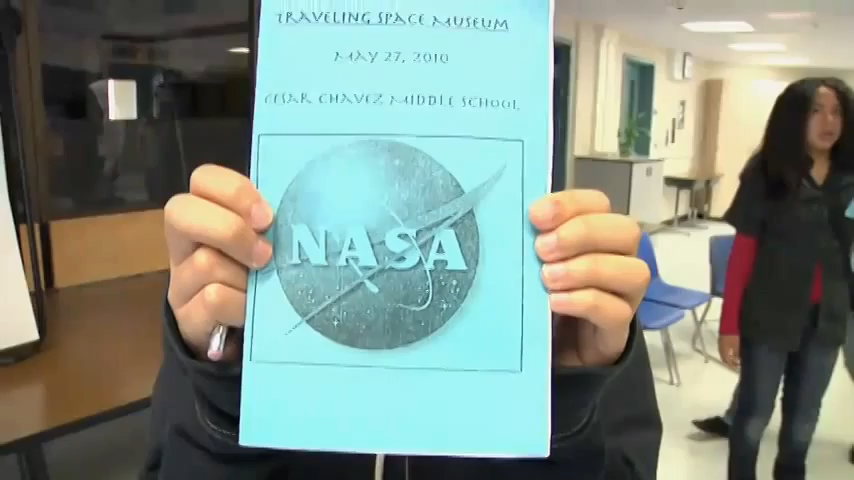 TRAVELING SPACE MUSEUM
MAY 27, 2010
CESAR CHAVEZ MIDDLE SCHOOL
NASA